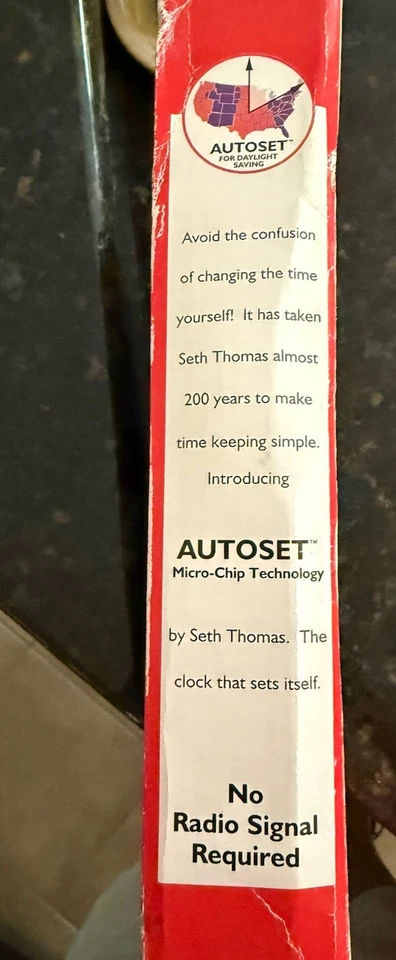 AUTOSET™
FOR DAYLIGHT
SAVING
Avoid the confusion
of changing the time
yourself! It has taken
Seth Thomas almost
200 years to make
time keeping simple.
Introducing
AUTOSET™
Micro-Chip Technology
by Seth Thomas. The
clock that sets itself.
No
Radio Signal
Required